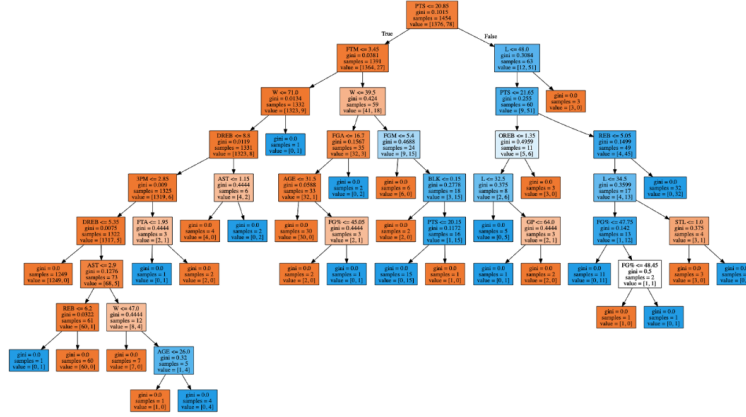 PTS <= 20.85
gini = 0.1015
samples = 1454
value = [1376, 78]
True
False
FTM <= 3.45
gini = 0.0381
value = [1364, 27]
L <= 48.0
gini = 0.3084
samples = 63
value = [12, 51]
W <= 71.0
gini = 0.0134
samples = 1332
value = [1323, 9]
W <= 39.5
gini = 0.424
samples = 59
value = [41, 18]
PTS <= 21.65
gini = 0.255
samples = 60
value = [9, 51]
gini = 0.0
samples = 3
value = [3, 0]
DREB <= 8.8
gini = 0.0119
samples = 1331
gini = 0.0
samples = 1
value = [0, 1]
FGA <= 16.7
samples = 35
FGM <= 5.4
gini = 0.4688
samples = 24
value = [9, 15]
OREB <= 1.35
gini = 0.4959
samples = 11
value = [5, 6]
REB <= 5.05
gini = 0.1499
samples = 49
value = [4, 45]
3PM <= 2.85
gini = 0.009
samples = 1325
AST <= 1.15
gini = 0.4444
samples = 6
value = [4, 2]
AGE <= 31.5
gini = 0.0588
samples = 33
value = [32, 1]
gini = 0.0
samples = 2
value = [0, 2]
gini = 0.0
samples = 6
value = [6, 0]
BLK <= 0.15
gini = 0.2778
samples = 18
value = [3, 15]
L <= 32.5
gini = 0.375
samples = 8
value = [2, 6]
gini = 0.0
samples = 3
value = [3, 0]
L <= 34.5
samples = 17
value = [4, 13]
gini = 0.0
samples = 32
value = [0, 32]
DREB <= 5.35
gini = 0.0075
samples = 1322
value = [1317, 5]
FTA <= 1.95
gini = 0.4444
samples = 3
value = [2, 1]
gini = 0.0
samples = 4
value = [4, 0]
gini = 0.0
samples = 2
value = [0, 2]
gini = 0.0
samples = 30
value = [30, 0]
FG% <= 45.05
gini = 0.4444
samples = 3
value = [2, 1]
gini = 0.0
samples = 2
value = [2, 0]
PTS <= 20.15
gini = 0.1172
samples = 16
value = [1, 15]
gini = 0.0
value = [0, 5]
GP <= 64.0
gini = 0.4444
samples = 3
value = [2, 1]
FG% <= 47.75
gini = 0.142
samples = 13
value = [1, 12]
STL <= 1.0
gini = 0.375
samples = 4
value = [3, 1]
gini = 0.0
samples = 1249
value = [1249, 0]
AST <= 2.9
gini = 0.1276
samples = 73
value = [68, 5]
gini = 0.0
samples = 1
value = [0, 1]
gini = 0.0
samples = 2
value = [2, 0]
gini = 0.0
samples = 2
value = [2, 0]
gini = 0.0
samples = 1
value = [0, 1]
gini = 0.0
samples = 15
value = [0, 15]
gini = 0.0
samples = 1
value = [1, 0]
gini = 0.0
samples = 1
value = [0, 1]
gini = 0.0
samples = 2
value = [2, 0]
gini = 0.0
samples = 11
value = [0, 11]
FG% <= 48.45
gini = 0.5
samples = 2
value = [1, 1]
gini = 0.0
samples = 3
value = [3, 0]
gini = 0.0
REB <= 6.2
gini = 0.0322
samples = 61
value = [60, 1]
W <= 47.0
gini = 0.4444
samples = 12
value = [8, 4]
gini = 0.0
samples = 1
value = [1, 0]
gini = 0.0
samples = 1
value = [0, 1]
gini = 0.0
samples = 1
value = [0, 1]
gini = 0.0
samples = 60
value = [60, 0]
gini = 0.0
samples = 7
value = [7, 0]
AGE <= 26.0
gini = 0.32
samples = 5
value = [1, 4]
gini = 0.0
samples = 1
value = [1, 0]
gini = 0.0
samples = 4
value = [0, 4]